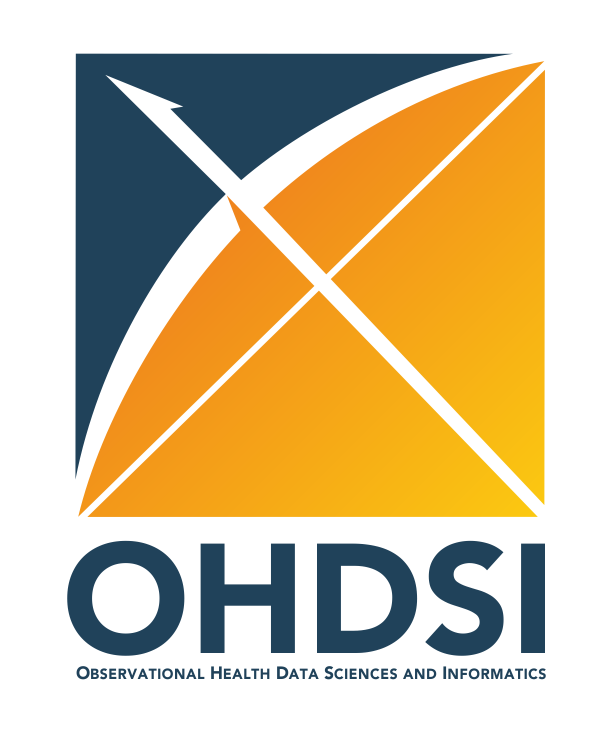 OHDSI
Observational Health Data Sciences and Informatics